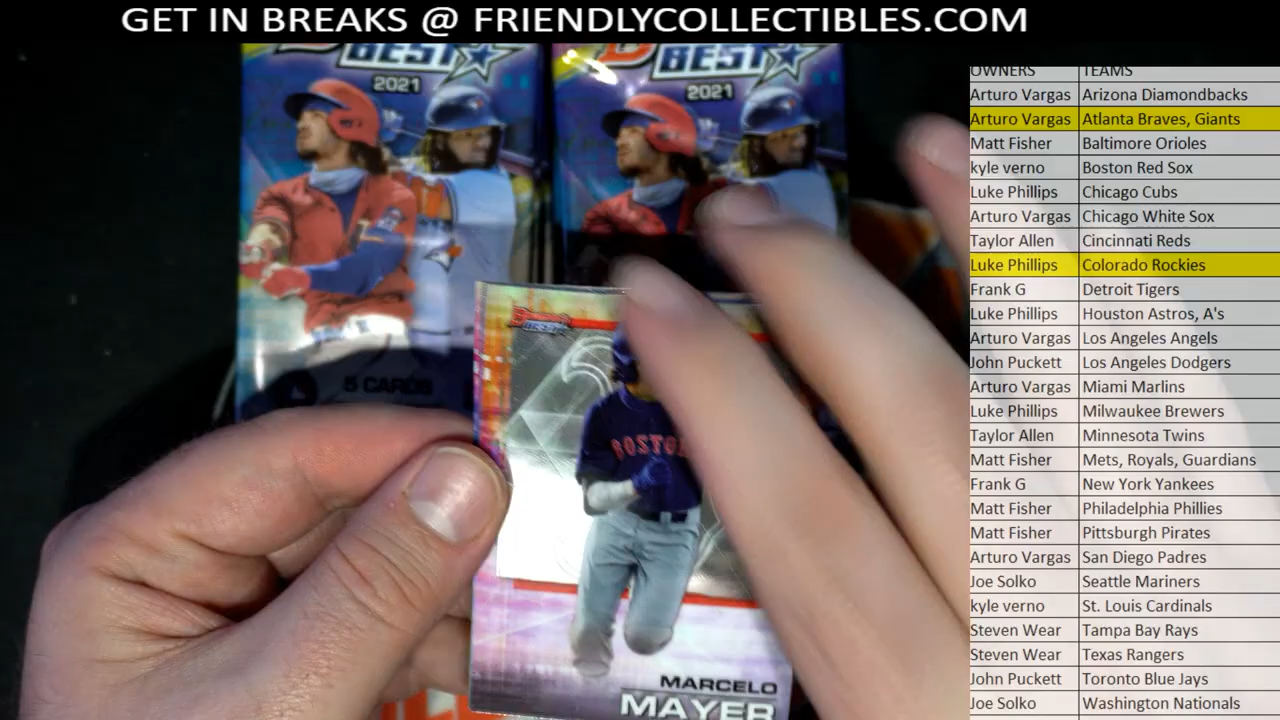 GET IN BREAKS @ FRIENDLYCOLLECTIBLES.COM
BEST
2021
BEST
2021
5 CARDS
BOSTON
MARCELO
MAYER
OWNERS TEAMS
Arturo Vargas Arizona Diamondbacks
Arturo Vargas Atlanta Braves, Giants
Matt Fisher Baltimore Orioles
kyle verno Boston Red Sox
Luke Phillips Chicago Cubs
Arturo Vargas Chicago White Sox
Taylor Allen Cincinnati Reds
Luke Phillips Colorado Rockies
Frank G Detroit Tigers
Luke Phillips Houston Astros, A's
Arturo Vargas Los Angeles Angels
John Puckett Los Angeles Dodgers
Arturo Vargas Miami Marlins
Luke Phillips Milwaukee Brewers
Taylor Allen Minnesota Twins
Matt Fisher Mets, Royals, Guardians
Frank G New York Yankees
Matt Fisher Philadelphia Phillies
Matt Fisher Pittsburgh Pirates
Arturo Vargas San Diego Padres
Joe Solko Seattle Mariners
kyle verno St. Louis Cardinals
Steven Wear Tampa Bay Rays
Steven Wear Texas Rangers
John Puckett Toronto Blue Jays
Joe Solko Washington Nationals